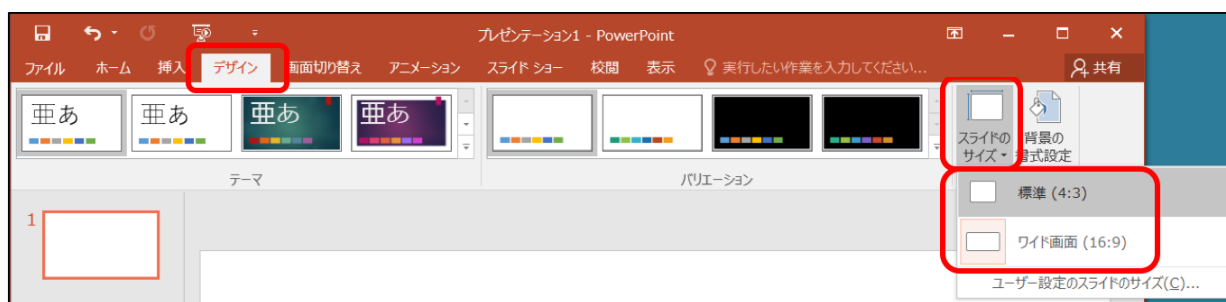 プレゼンテーション1 - PowerPoint
ファイル ホーム 挿入 デザイン 画面切り替え アニメーション スライド ショー 校閲 表示 実行したい作業を入力してください... 共有
亜あ 亜あ 亜あ 亜あ
スライドの サイズ
背景の 書式設定
テーマ
バリエーション
標準 (4:3)
ワイド画面 (16:9)
ユーザー設定のスライドのサイズ(C)...
1